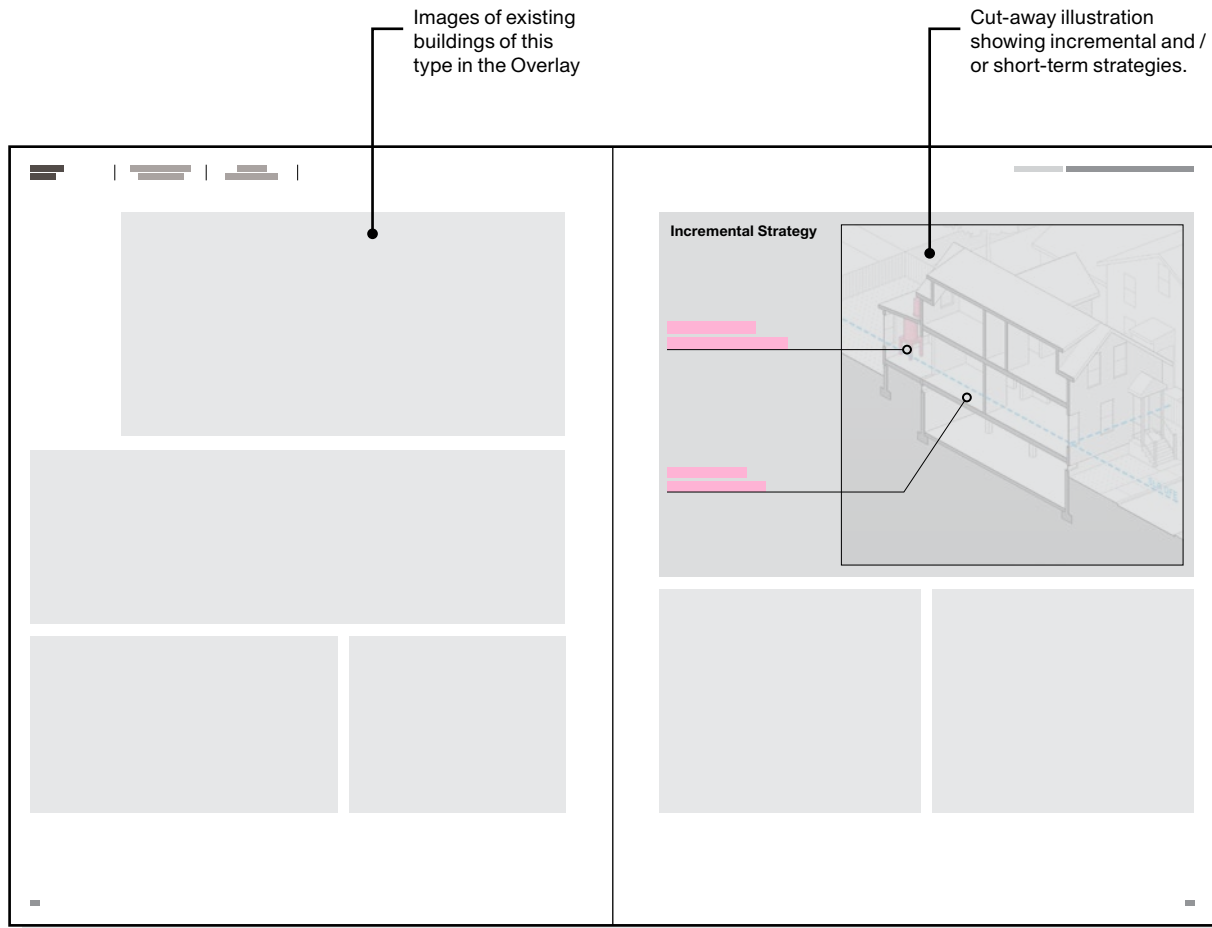 Images of existing
buildings of this
type in the Overlay
Cut-away illustration
showing incremental and /
or short-term strategies.
Incremental Strategy